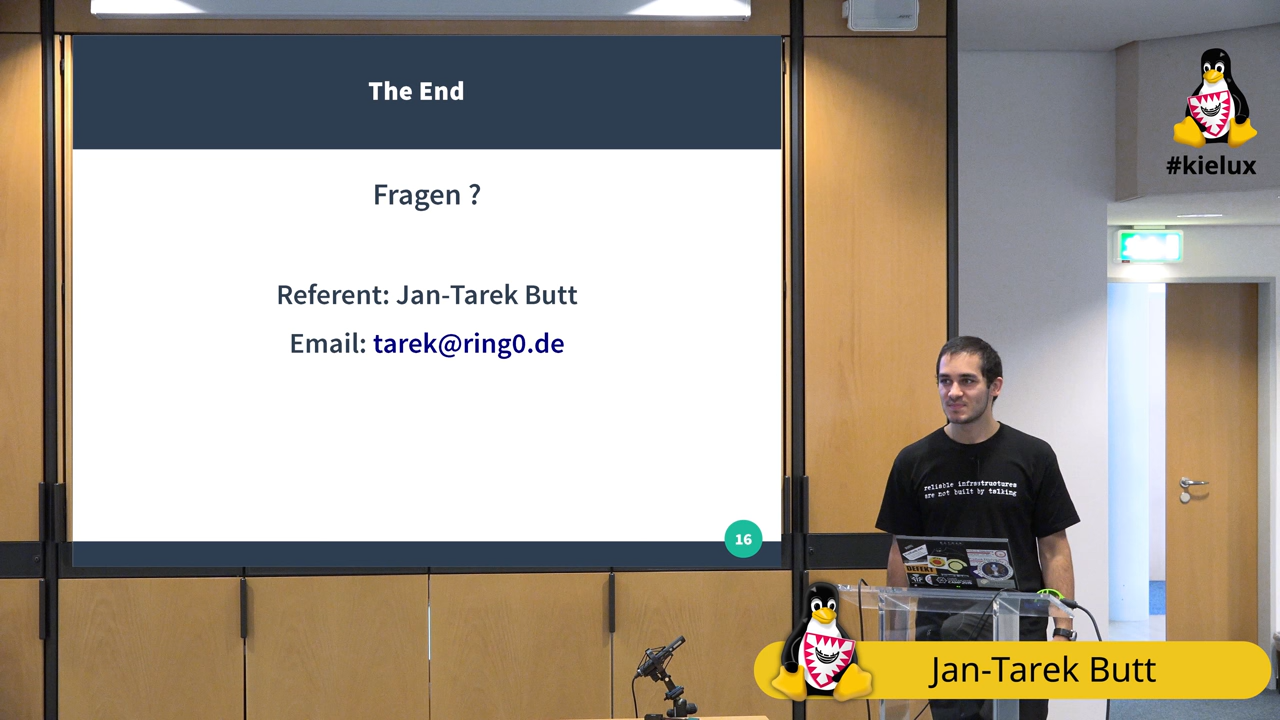 The End
Fragen ?
Referent: Jan-Tarek Butt
Email: tarek@ring0.de
16
#kielux
reliable infrastructures
are not built by talking
DEFEKT
Jan-Tarek Butt